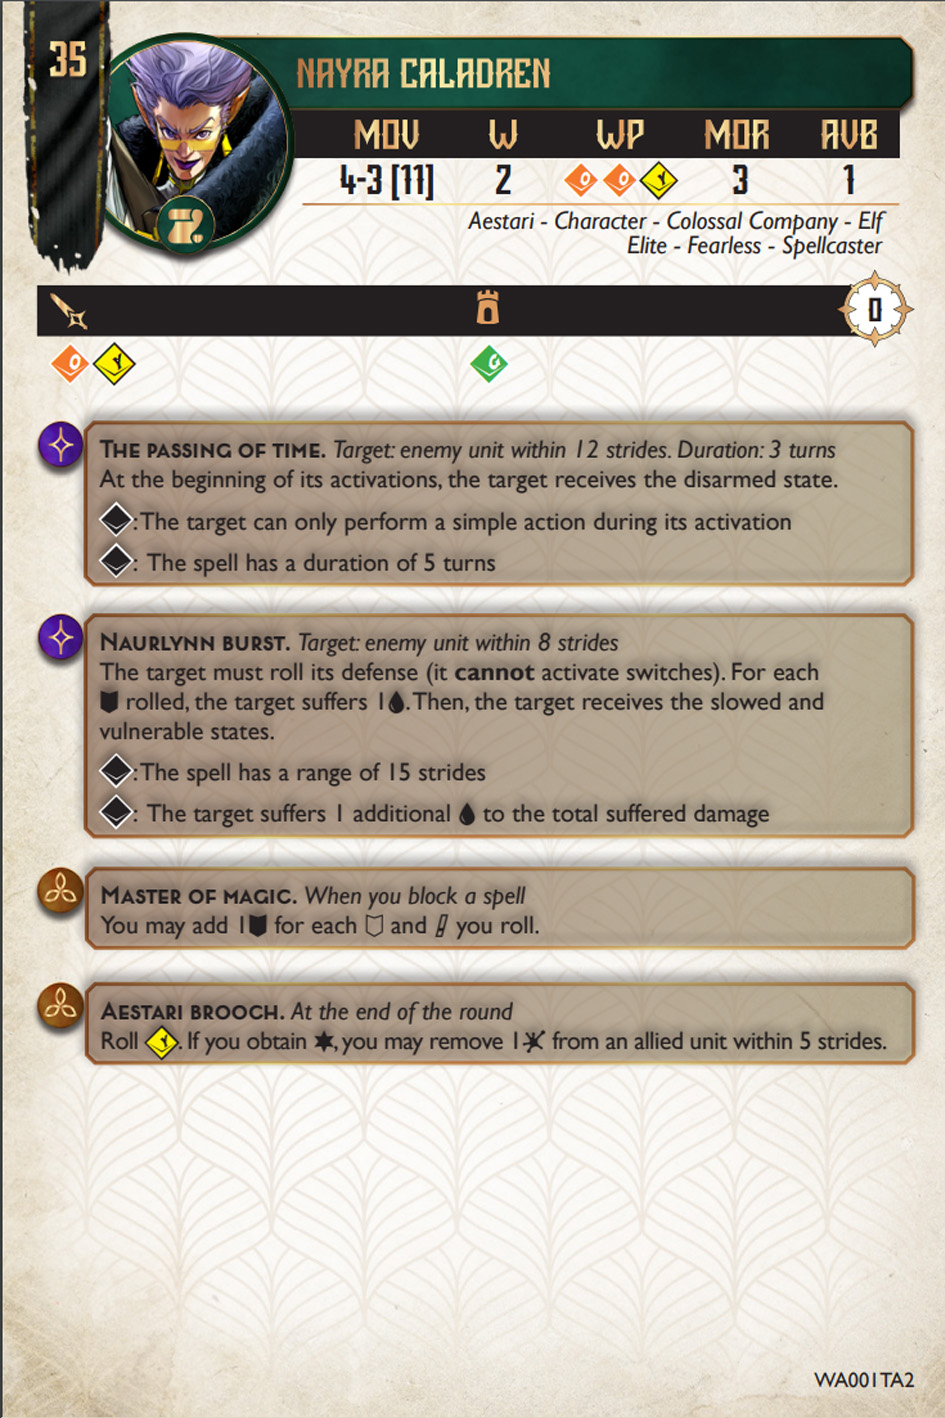 35
NAYRA CALADREN
MOV W WP MOR AVB
4-3 [11] 2 O O Y 3 1
Aestari - Character - Colossal Company - Elf
Elite - Fearless - Spellcaster
0
O Y G
THE PASSING OF TIME. Target: enemy unit within 12 strides. Duration: 3 turns
At the beginning of its activations, the target receives the disarmed state.
: The target can only perform a simple action during its activation
: The spell has a duration of 5 turns
NAURLYNN BURST. Target: enemy unit within 8 strides
The target must roll its defense (it cannot activate switches). For each
rolled, the target suffers 1. Then, the target receives the slowed and
vulnerable states.
: The spell has a range of 15 strides
: The target suffers 1 additional to the total suffered damage
MASTER OF MAGIC. When you block a spell
You may add 1 for each and you roll.
AESTARI BROOCH. At the end of the round
Roll Y. If you obtain , you may remove 1 from an allied unit within 5 strides.
WA001TA2